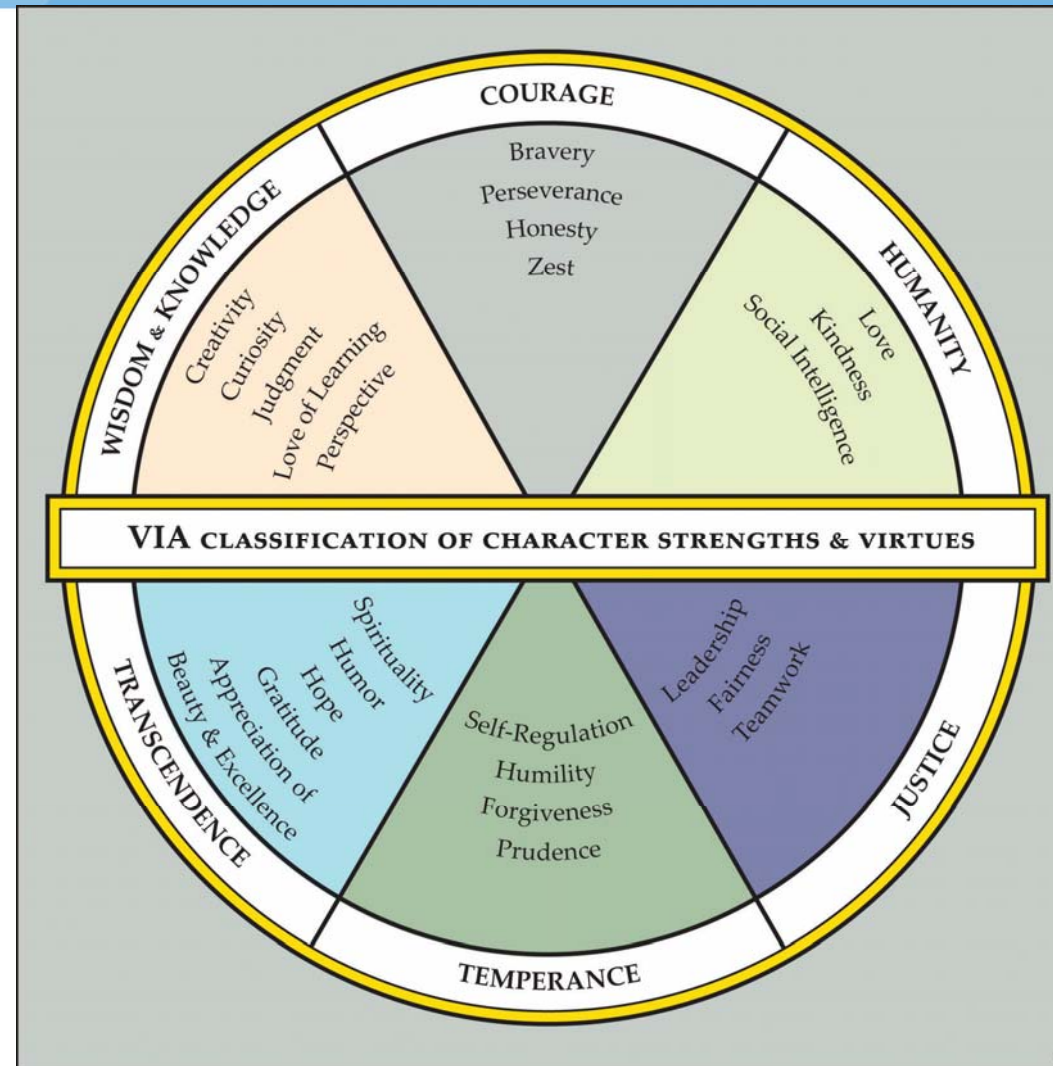 COURAGE
Bravery
Perseverance
Honesty
Zest
WISDOM & KNOWLEDGE
Creativity
Curiosity
Judgment
Love of Learning
Perspective
HUMANITY
Love
Kindness
Social Intelligence
VIA CLASSIFICATION OF CHARACTER STRENGTHS & VIRTUES
TRANSCENDENCE
Spirituality
Humor
Hope
Gratitude
Appreciation of
Beauty & Excellence
TEMPERANCE
Self-Regulation
Humility
Forgiveness
Prudence
JUSTICE
Leadership
Fairness
Teamwork